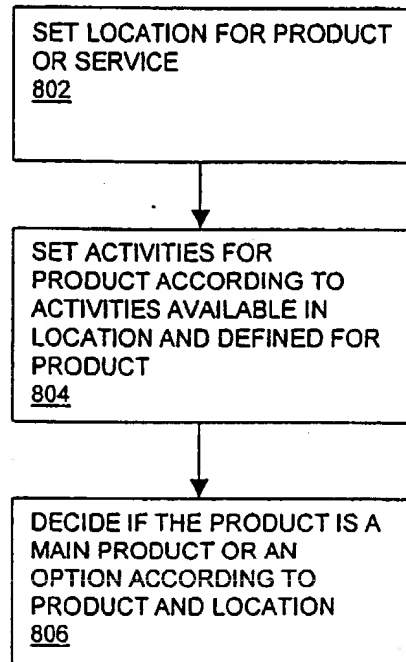 SET LOCATION FOR PRODUCT
OR SERVICE
802
SET ACTIVITIES FOR
PRODUCT ACCORDING TO
ACTIVITIES AVAILABLE IN
LOCATION AND DEFINED FOR
PRODUCT
804
DECIDE IF THE PRODUCT IS A
MAIN PRODUCT OR AN
OPTION ACCORDING TO
PRODUCT AND LOCATION
806